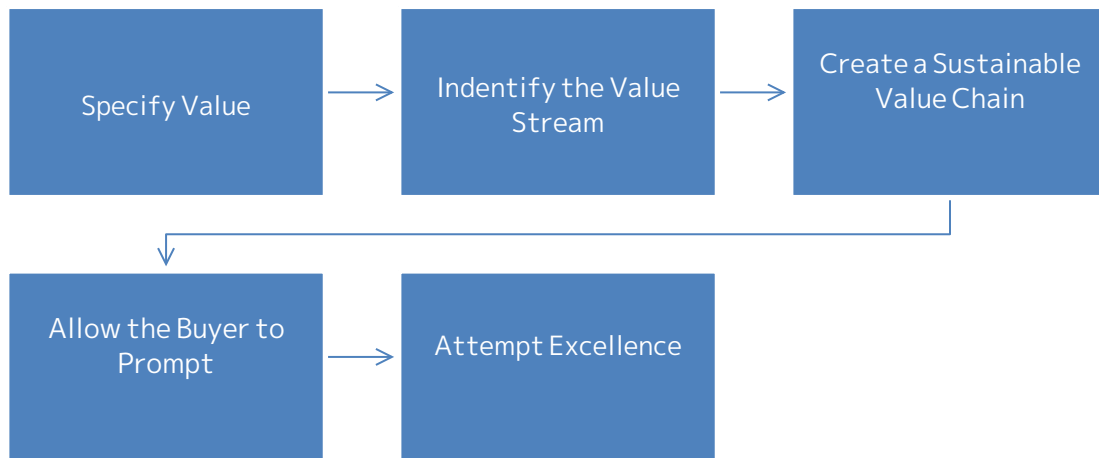 Specify Value
Indentify the Value
Stream
Create a Sustainable
Value Chain
Allow the Buyer to
Prompt
Attempt Excellence